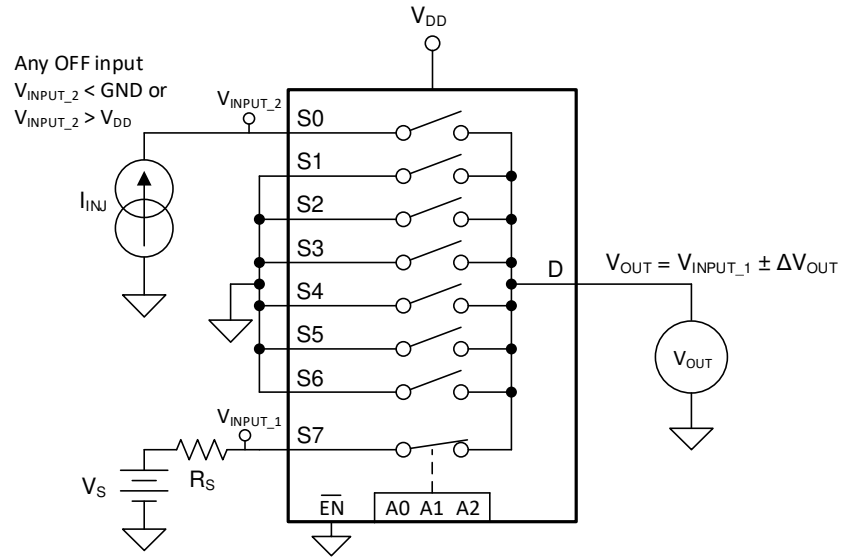 V_DD
Any OFF input
V_INPUT_2 < GND or
V_INPUT_2 > V_DD
V_INPUT_2
I_INJ
S0
S1
S2
S3
S4
S5
S6
S7
D
V_OUT = V_INPUT_1 ± ΔV_OUT
V_OUT
V_INPUT_1
V_S
R_S
E̅N̅
A0 A1 A2